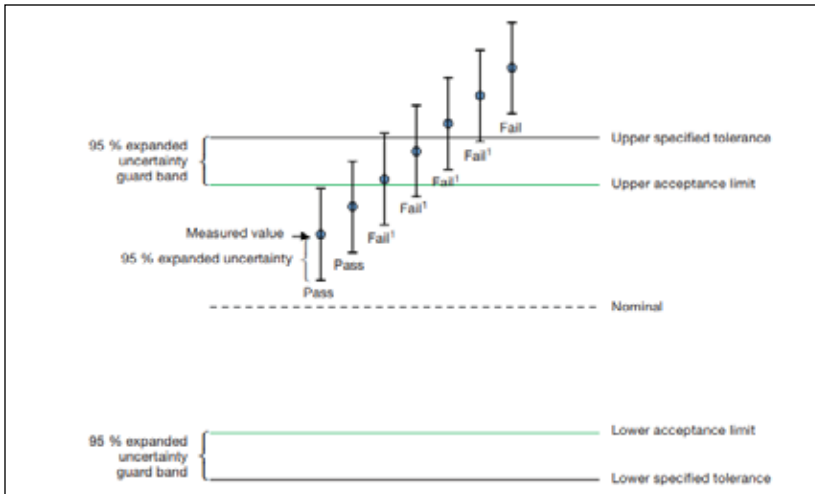 Fail
Upper specified tolerance
95 % expanded
uncertainty
guard band
Fail¹
Fail¹
Upper acceptance limit
Fail¹
Measured value
Fail¹
95 % expanded uncertainty
Pass
Pass
Nominal
95 % expanded
uncertainty
guard band
Lower acceptance limit
Lower specified tolerance